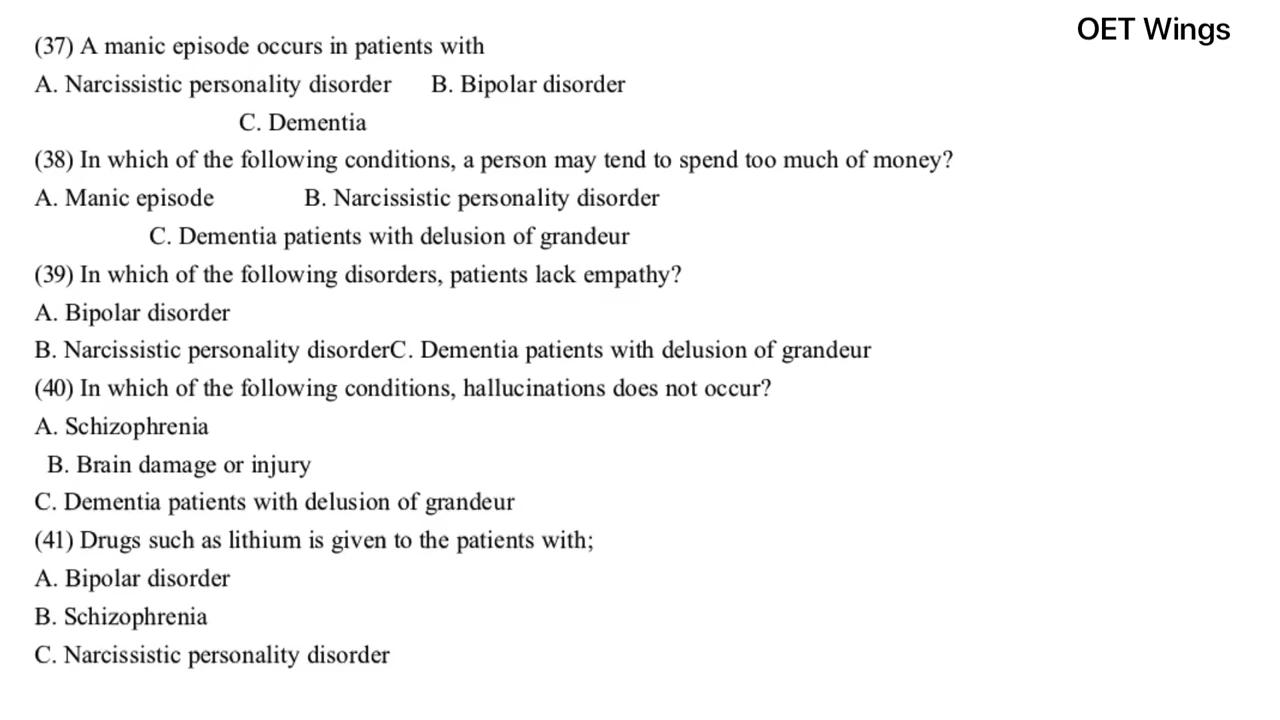 OET Wings
(37) A manic episode occurs in patients with
A. Narcissistic personality disorder B. Bipolar disorder
C. Dementia
(38) In which of the following conditions, a person may tend to spend too much of money?
A. Manic episode B. Narcissistic personality disorder
C. Dementia patients with delusion of grandeur
(39) In which of the following disorders, patients lack empathy?
A. Bipolar disorder
B. Narcissistic personality disorderC. Dementia patients with delusion of grandeur
(40) In which of the following conditions, hallucinations does not occur?
A. Schizophrenia
B. Brain damage or injury
C. Dementia patients with delusion of grandeur
(41) Drugs such as lithium is given to the patients with;
A. Bipolar disorder
B. Schizophrenia
C. Narcissistic personality disorder